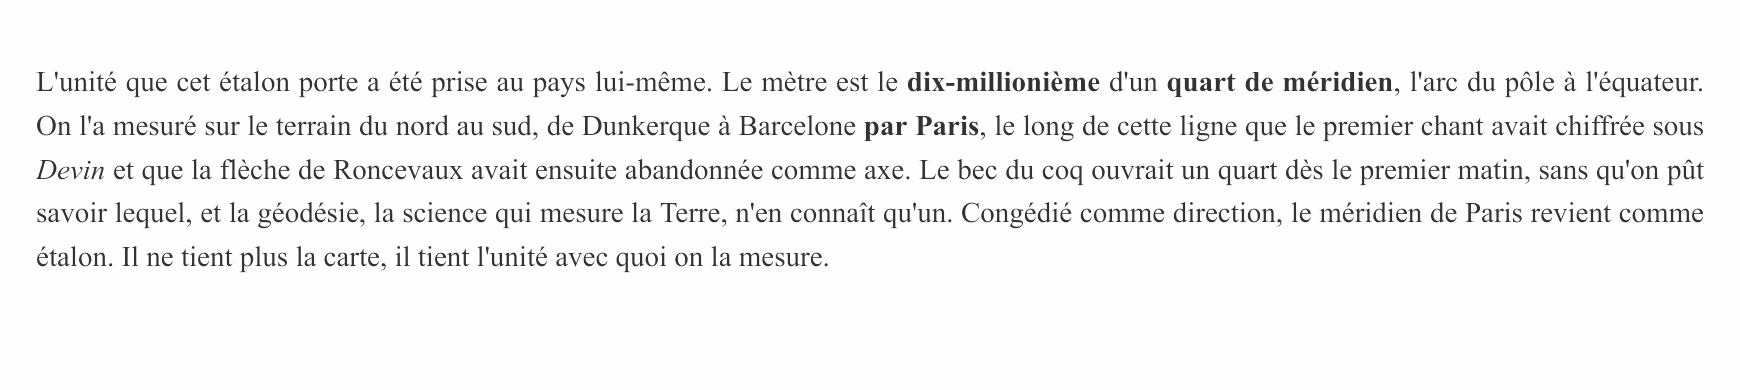 L'unité que cet étalon porte a été prise au pays lui-même. Le mètre est le dix-millionième d'un quart de méridien, l'arc du pôle à l'équateur.
On l'a mesuré sur le terrain du nord au sud, de Dunkerque à Barcelone par Paris, le long de cette ligne que le premier chant avait chiffrée sous
Devin et que la flèche de Roncevaux avait ensuite abandonnée comme axe. Le bec du coq ouvrait un quart dès le premier matin, sans qu'on pût
savoir lequel, et la géodésie, la science qui mesure la Terre, n'en connaît qu'un. Congédié comme direction, le méridien de Paris revient comme
étalon. Il ne tient plus la carte, il tient l'unité avec quoi on la mesure.